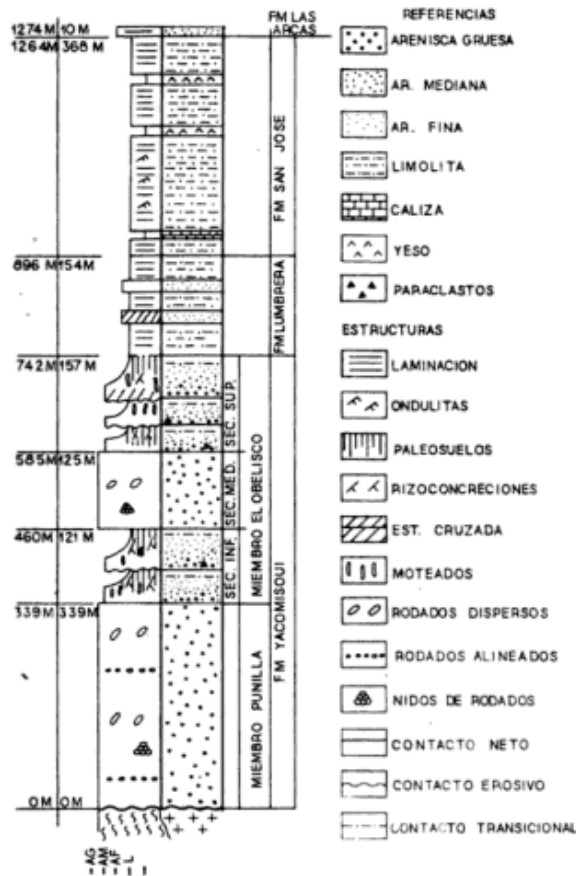 FM LAS
ARCAS
1274 M 10 M
1264 M 368 M
FM SAN JOSE
896 M 154 M
FM LUMBRERA
742 M 157 M
SEC. SUP.
585 M 125 M
SEC. MED.
MIEMBRO EL OBELISCO
460 M 121 M
SEC. INF.
FM YACOMISQUI
339 M 339 M
MIEMBRO PUNILLA
0 M 0 M
AG
AM
AF
L
REFERENCIAS
ARENISCA GRUESA
AR. MEDIANA
AR. FINA
LIMOLITA
CALIZA
YESO
PARACLASTOS
ESTRUCTURAS
LAMINACION
ONDULITAS
PALEOSUELOS
RIZOCONCRECIONES
EST. CRUZADA
MOTEADOS
RODADOS DISPERSOS
RODADOS ALINEADOS
NIDOS DE RODADOS
CONTACTO NETO
CONTACTO EROSIVO
CONTACTO TRANSICIONAL